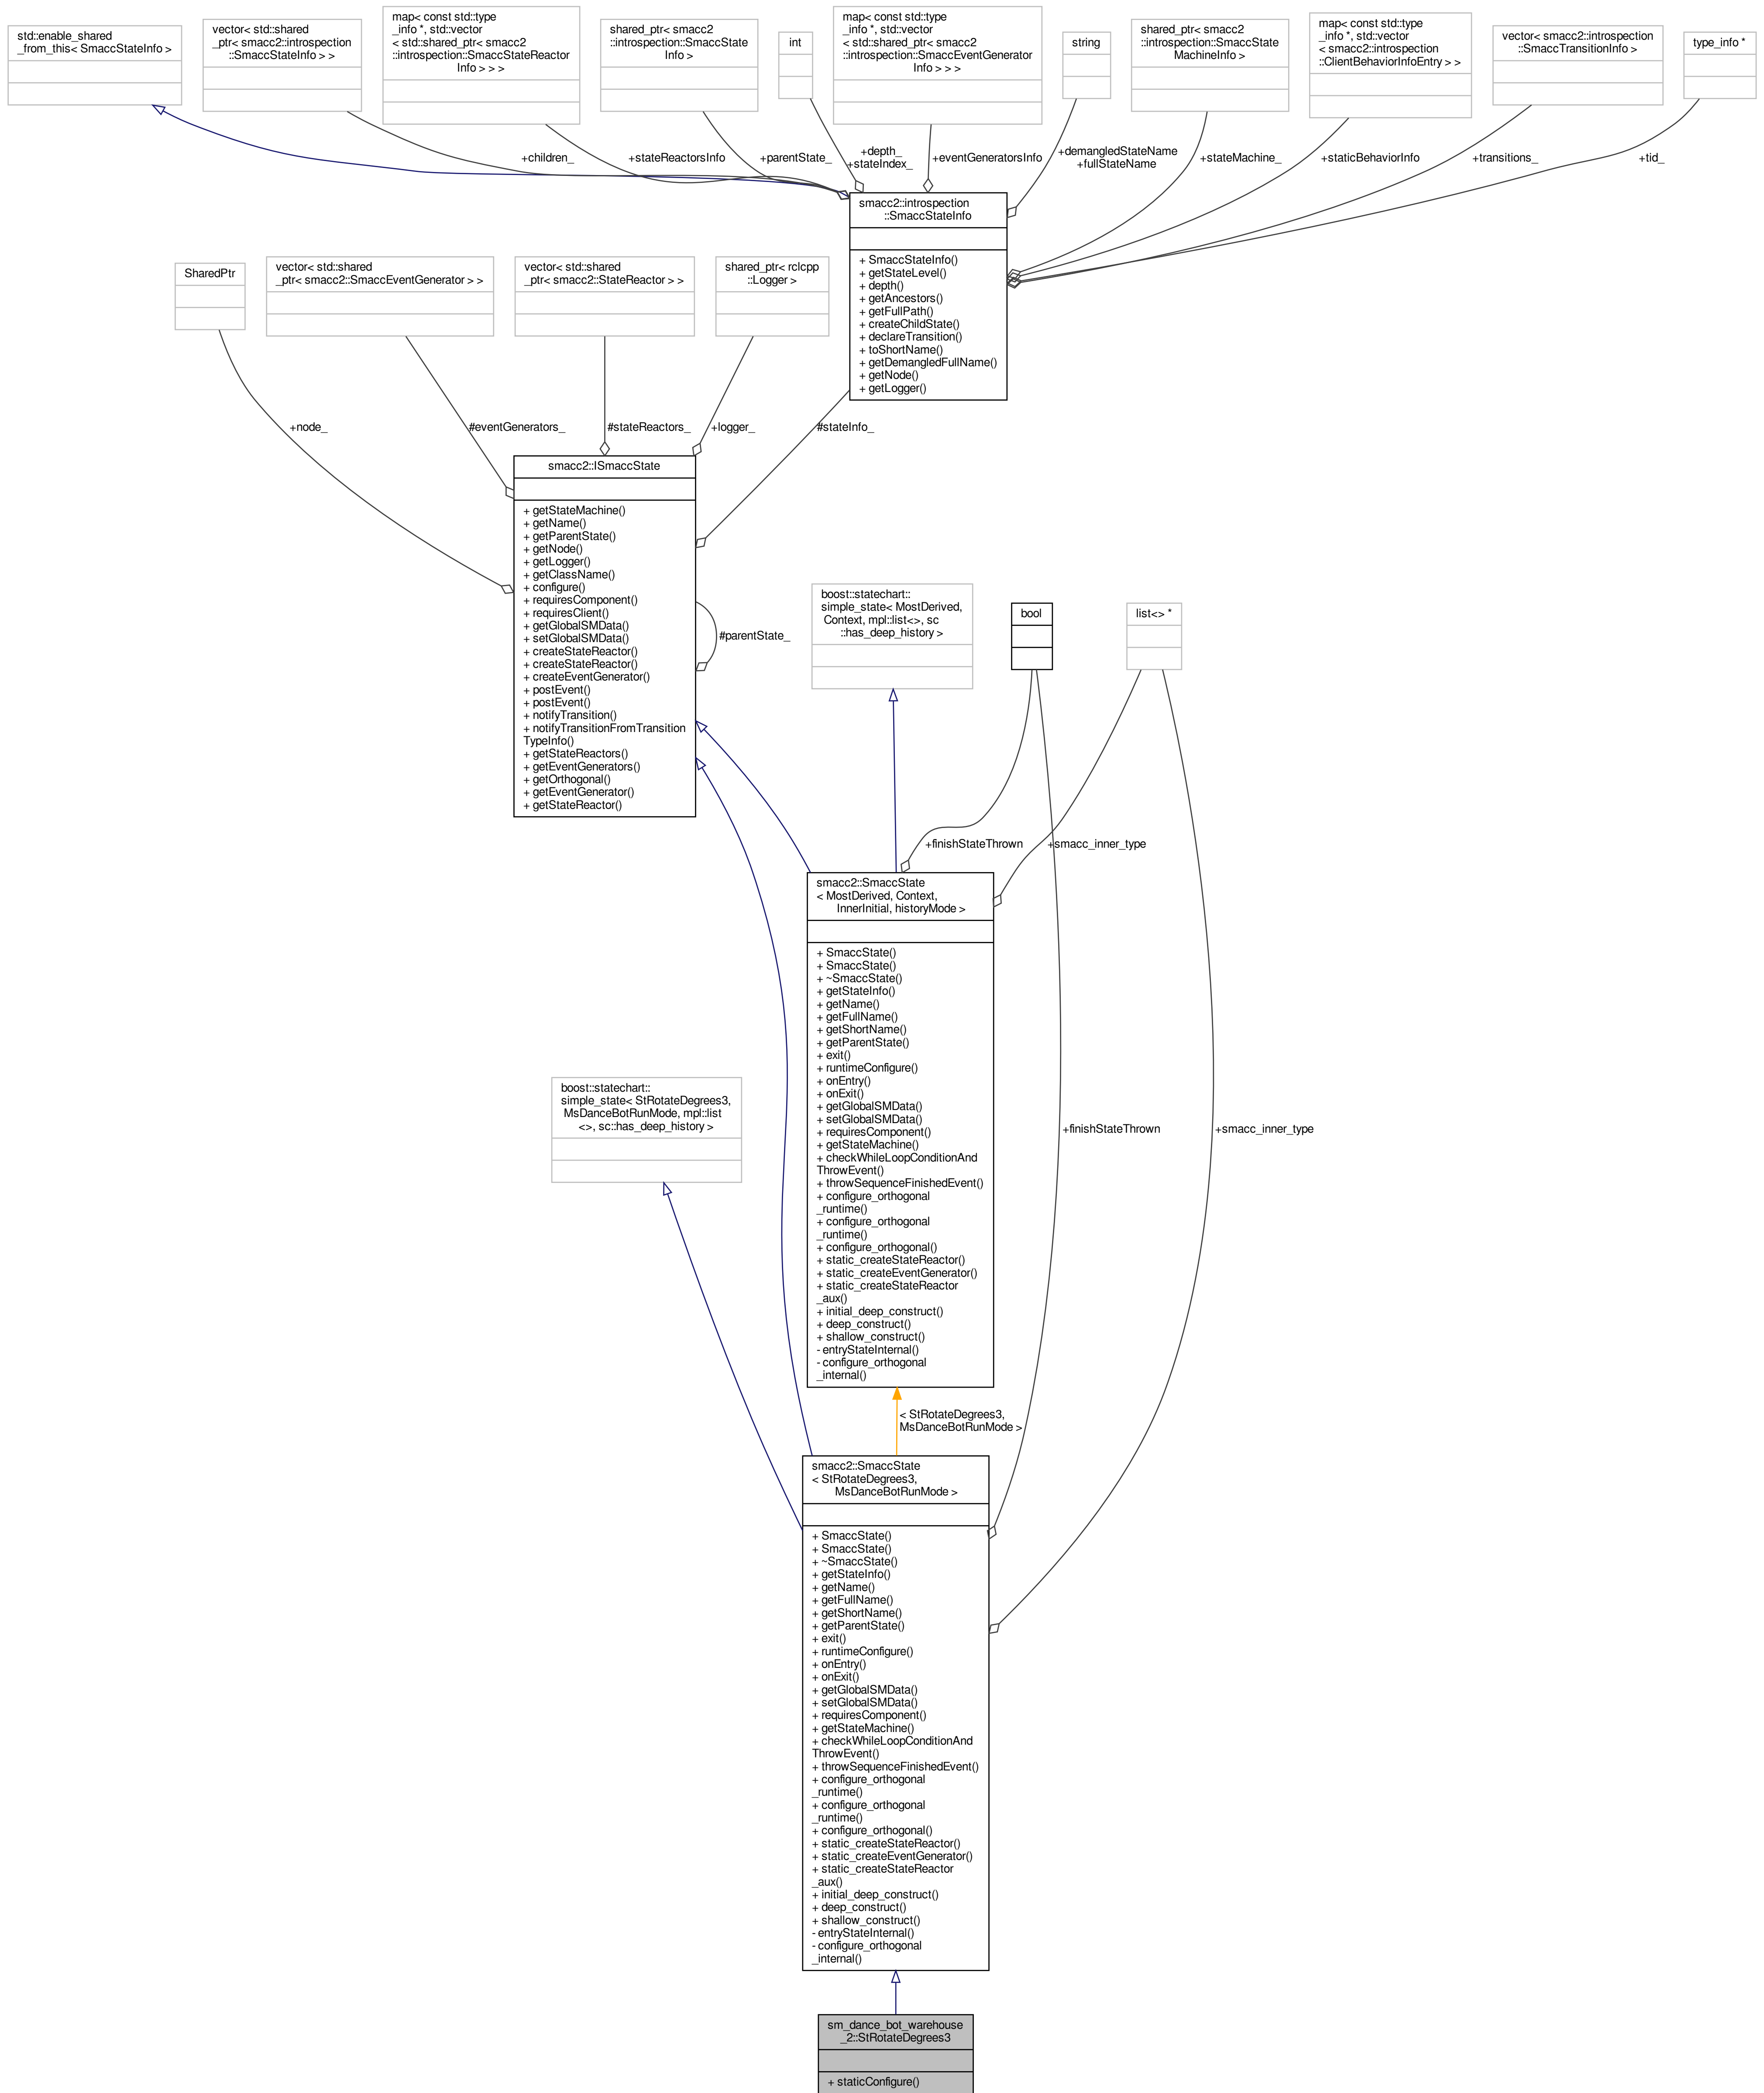 std::enable_shared
_from_this< SmaccStateInfo >
vector< std::shared
_ptr< smacc2::introspection
::SmaccStateInfo > >
map< const std::type
_info *, std::vector
< std::shared_ptr< smacc2
::introspection::SmaccStateReactor
Info > > >
shared_ptr< smacc2
::introspection::SmaccState
Info >
int
map< const std::type
_info *, std::vector
< std::shared_ptr< smacc2
::introspection::SmaccEventGenerator
Info > > >
string
shared_ptr< smacc2
::introspection::SmaccState
MachineInfo >
map< const std::type
_info *, std::vector
< smacc2::introspection
::ClientBehaviorInfoEntry > >
vector< smacc2::introspection
::SmaccTransitionInfo >
type_info *
+children_
+stateReactorsInfo
+parentState_
+depth_
+stateIndex_
+eventGeneratorsInfo
+demangledStateName
+fullStateName
+stateMachine_
+staticBehaviorInfo
+transitions_
+tid_
smacc2::introspection
::SmaccStateInfo
+ SmaccStateInfo()
+ getStateLevel()
+ depth()
+ getAncestors()
+ getFullPath()
+ createChildState()
+ declareTransition()
+ toShortName()
+ getDemangledFullName()
+ getNode()
+ getLogger()
SharedPtr
vector< std::shared
_ptr< smacc2::SmaccEventGenerator > >
vector< std::shared
_ptr< smacc2::StateReactor > >
shared_ptr< rclcpp
::Logger >
+node_
#eventGenerators_
#stateReactors_
+logger_
#stateInfo_
smacc2::ISmaccState
+ getStateMachine()
+ getName()
+ getParentState()
+ getNode()
+ getLogger()
+ getClassName()
+ configure()
+ requiresComponent()
+ requiresClient()
+ getGlobalSMData()
+ setGlobalSMData()
+ createStateReactor()
+ createStateReactor()
+ createEventGenerator()
+ postEvent()
+ postEvent()
+ notifyTransition()
+ notifyTransitionFromTransition
TypeInfo()
+ getStateReactors()
+ getEventGenerators()
+ getOrthogonal()
+ getEventGenerator()
+ getStateReactor()
#parentState_
boost::statechart::
simple_state< MostDerived,
Context, mpl::list<>, sc
::has_deep_history >
bool
list<> *
+finishStateThrown
+smacc_inner_type
smacc2::SmaccState
< MostDerived, Context,
InnerInitial, historyMode >
+ SmaccState()
+ SmaccState()
+ ~SmaccState()
+ getStateInfo()
+ getName()
+ getFullName()
+ getShortName()
+ getParentState()
+ exit()
+ runtimeConfigure()
+ onEntry()
+ onExit()
+ getGlobalSMData()
+ setGlobalSMData()
+ requiresComponent()
+ getStateMachine()
+ checkWhileLoopConditionAnd
ThrowEvent()
+ throwSequenceFinishedEvent()
+ configure_orthogonal
_runtime()
+ configure_orthogonal
_runtime()
+ configure_orthogonal()
+ static_createStateReactor()
+ static_createEventGenerator()
+ static_createStateReactor
_aux()
+ initial_deep_construct()
+ deep_construct()
+ shallow_construct()
- entryStateInternal()
- configure_orthogonal
_internal()
boost::statechart::
simple_state< StRotateDegrees3,
MsDanceBotRunMode, mpl::list
<>, sc::has_deep_history >
+finishStateThrown
+smacc_inner_type
< StRotateDegrees3,
MsDanceBotRunMode >
smacc2::SmaccState
< StRotateDegrees3,
MsDanceBotRunMode >
+ SmaccState()
+ SmaccState()
+ ~SmaccState()
+ getStateInfo()
+ getName()
+ getFullName()
+ getShortName()
+ getParentState()
+ exit()
+ runtimeConfigure()
+ onEntry()
+ onExit()
+ getGlobalSMData()
+ setGlobalSMData()
+ requiresComponent()
+ getStateMachine()
+ checkWhileLoopConditionAnd
ThrowEvent()
+ throwSequenceFinishedEvent()
+ configure_orthogonal
_runtime()
+ configure_orthogonal
_runtime()
+ configure_orthogonal()
+ static_createStateReactor()
+ static_createEventGenerator()
+ static_createStateReactor
_aux()
+ initial_deep_construct()
+ deep_construct()
+ shallow_construct()
- entryStateInternal()
- configure_orthogonal
_internal()
sm_dance_bot_warehouse
_2::StRotateDegrees3
+ staticConfigure()